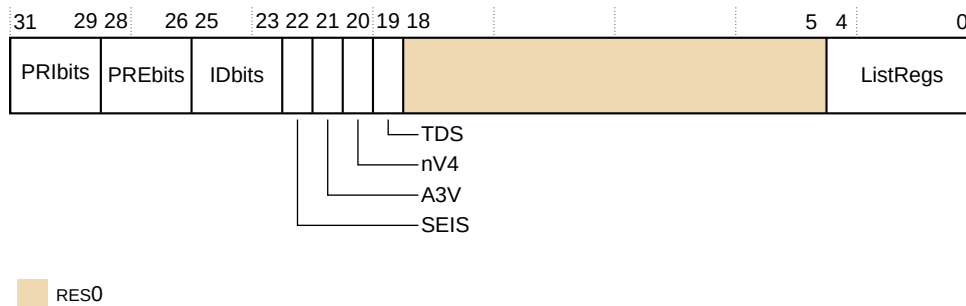 31 29 28 26 25 23 22 21 20 19 18 5 4 0
PRIbits PREbits IDbits ListRegs
TDS
nV4
A3V
SEIS
RES0